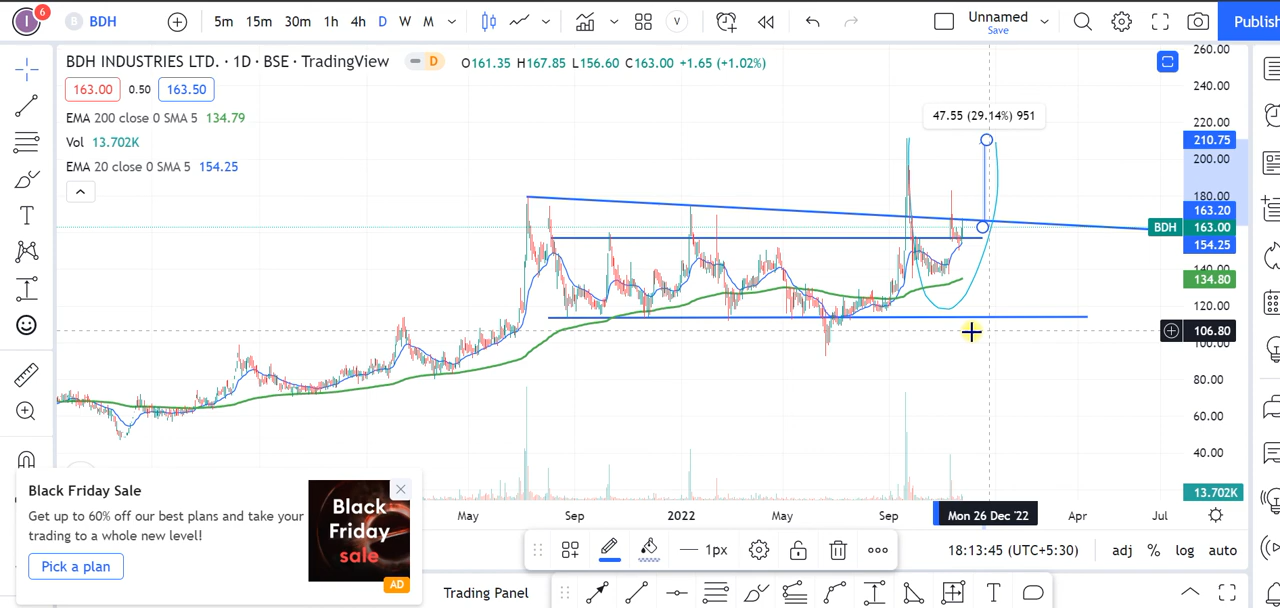 I
6
B
BDH
5m 15m 30m 1h 4h D W M
V
Unnamed
Save
Publish
BDH INDUSTRIES LTD. · 1D · BSE · TradingView
D
O161.35 H167.85 L156.60 C163.00 +1.65 (+1.02%)
163.00
0.50
163.50
EMA 200 close 0 SMA 5 134.79
Vol 13.702K
EMA 20 close 0 SMA 5 154.25
47.55 (29.14%) 951
260.00
240.00
220.00
210.75
200.00
180.00
163.20
BDH 163.00
154.25
140.00
134.80
120.00
106.80
100.00
80.00
60.00
40.00
13.702K
May Sep 2022 May Sep Mon 26 Dec '22 Apr Jul
Black Friday Sale
Get up to 60% off our best plans and take your
trading to a whole new level!
Pick a plan
Black
Friday
sale
AD
1px
18:13:45 (UTC+5:30)
adj % log auto
Trading Panel
T